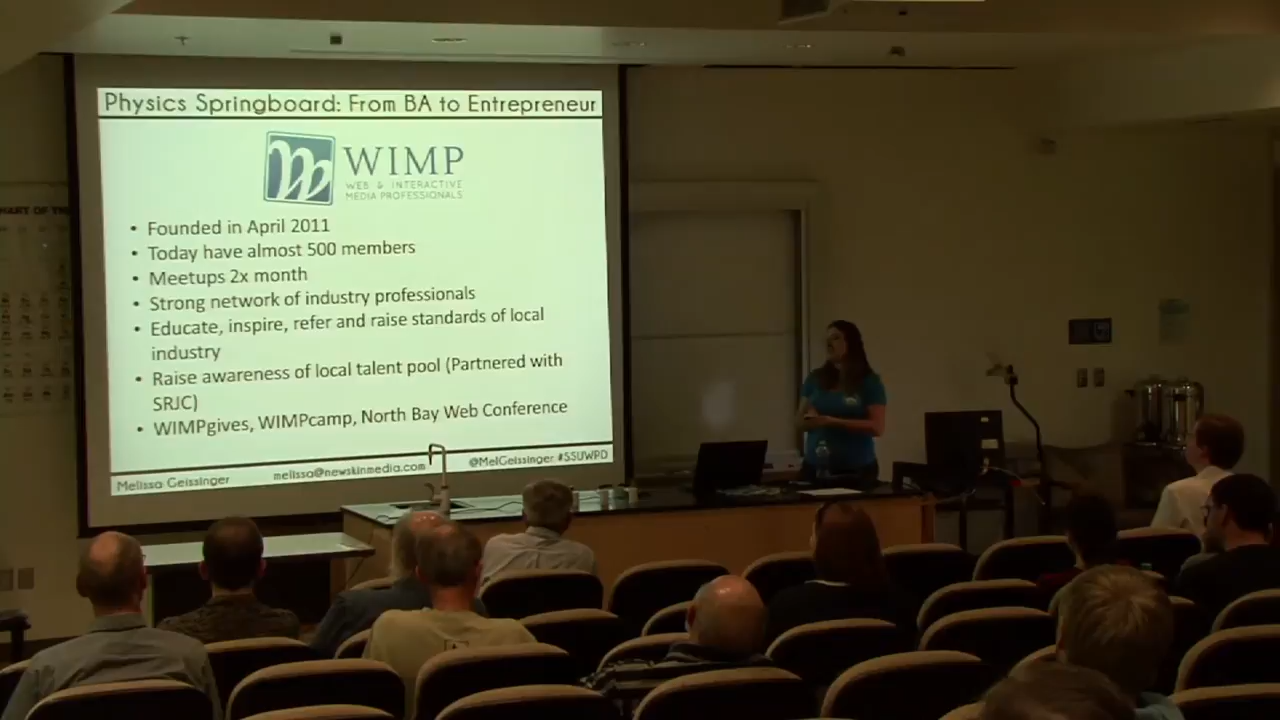 Physics Springboard: From BA to Entrepreneur
WIMP
WEB & INTERACTIVE
MEDIA PROFESSIONALS
• Founded in April 2011
• Today have almost 500 members
• Meetups 2x month
• Strong network of industry professionals
• Educate, inspire, refer and raise standards of local
industry
• Raise awareness of local talent pool (Partnered with
SRJC)
• WIMPgives, WIMPcamp, North Bay Web Conference
Melissa Geissinger melissa@newskinmedia.com @MelGeissinger #SSUWPD